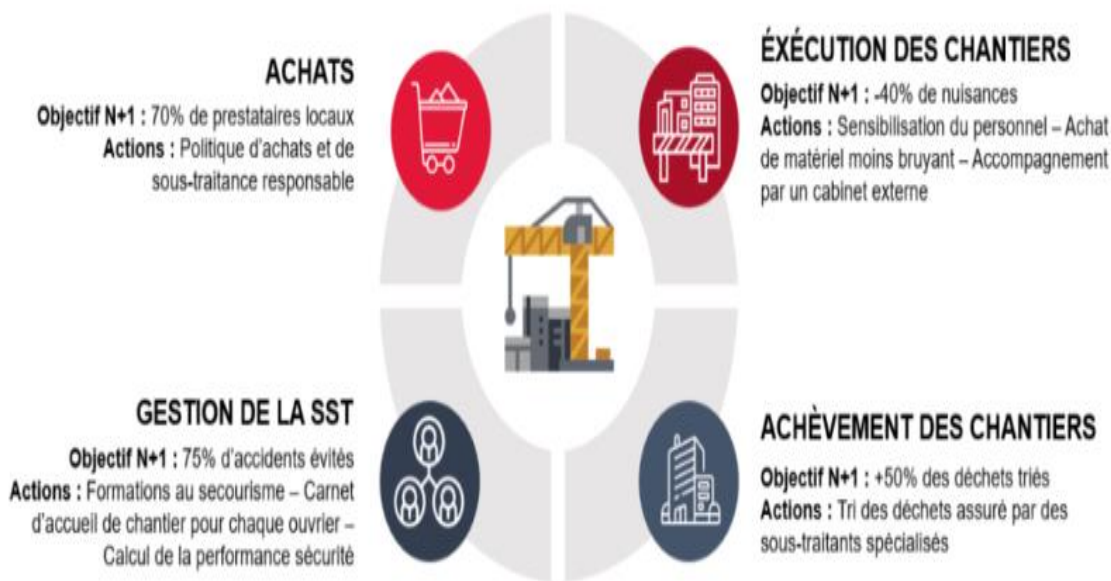 ACHATS
Objectif N+1 : 70% de prestataires locaux
Actions : Politique d'achats et de
sous-traitance responsable
ÉXÉCUTION DES CHANTIERS
Objectif N+1 : -40% de nuisances
Actions : Sensibilisation du personnel – Achat
de matériel moins bruyant – Accompagnement
par un cabinet externe
GESTION DE LA SST
Objectif N+1 : 75% d'accidents évités
Actions : Formations au secourisme – Carnet
d'accueil de chantier pour chaque ouvrier –
Calcul de la performance sécurité
ACHÈVEMENT DES CHANTIERS
Objectif N+1 : +50% des déchets triés
Actions : Tri des déchets assuré par des
sous-traitants spécialisés